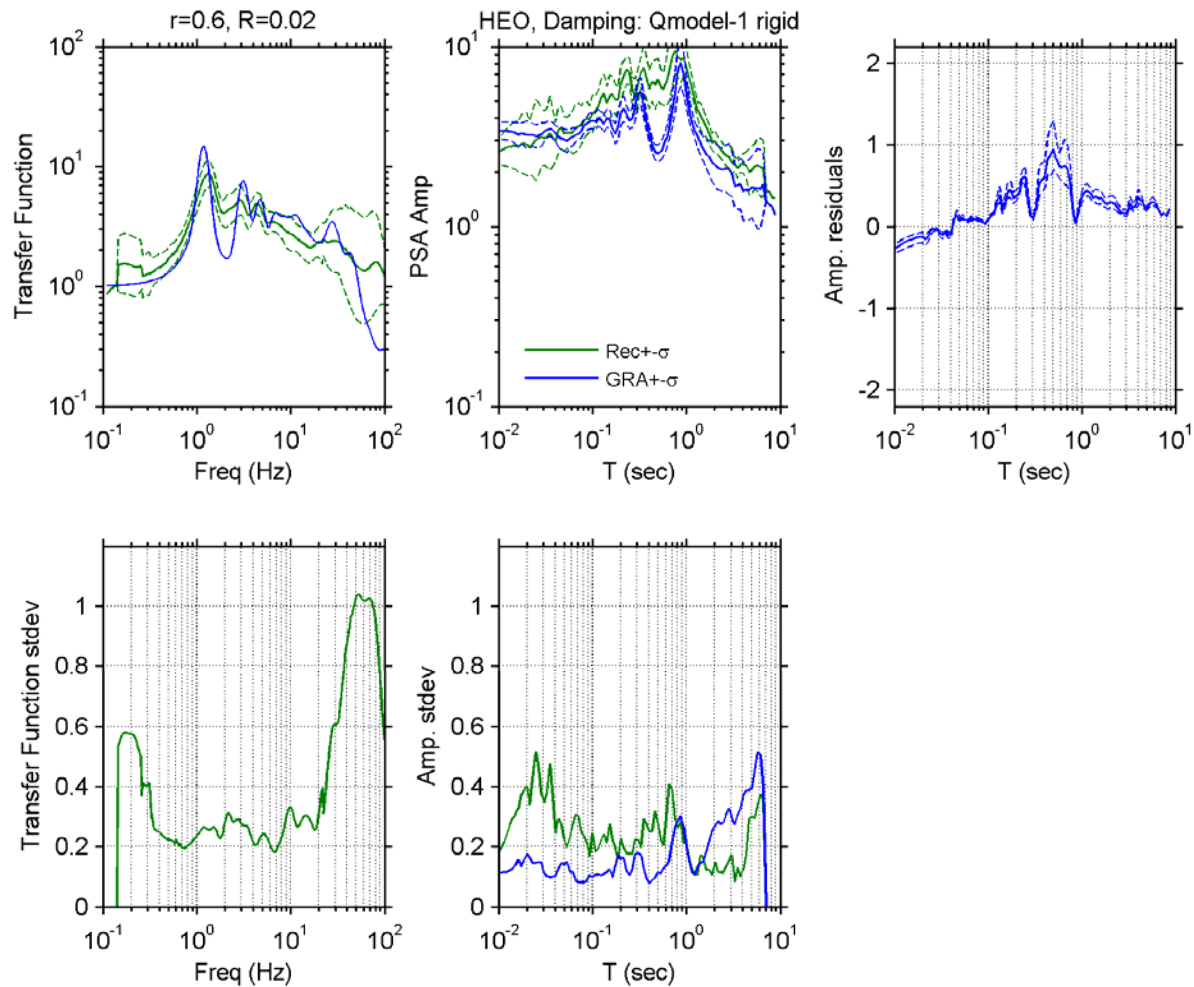 r=0.6, R=0.02
HEO, Damping: Qmodel-1 rigid
Transfer Function
10^2
10^1
10^0
10^-1
10^-1 10^0 10^1 10^2
Freq (Hz)
PSA Amp
10^1
10^0
10^-1
Rec+-σ
GRA+-σ
10^-2 10^-1 10^0 10^1
T (sec)
Amp. residuals
2
1
0
-1
-2
10^-2 10^-1 10^0 10^1
T (sec)
Transfer Function stdev
1
0.8
0.6
0.4
0.2
0
10^-1 10^0 10^1 10^2
Freq (Hz)
Amp. stdev
1
0.8
0.6
0.4
0.2
0
10^-2 10^-1 10^0 10^1
T (sec)